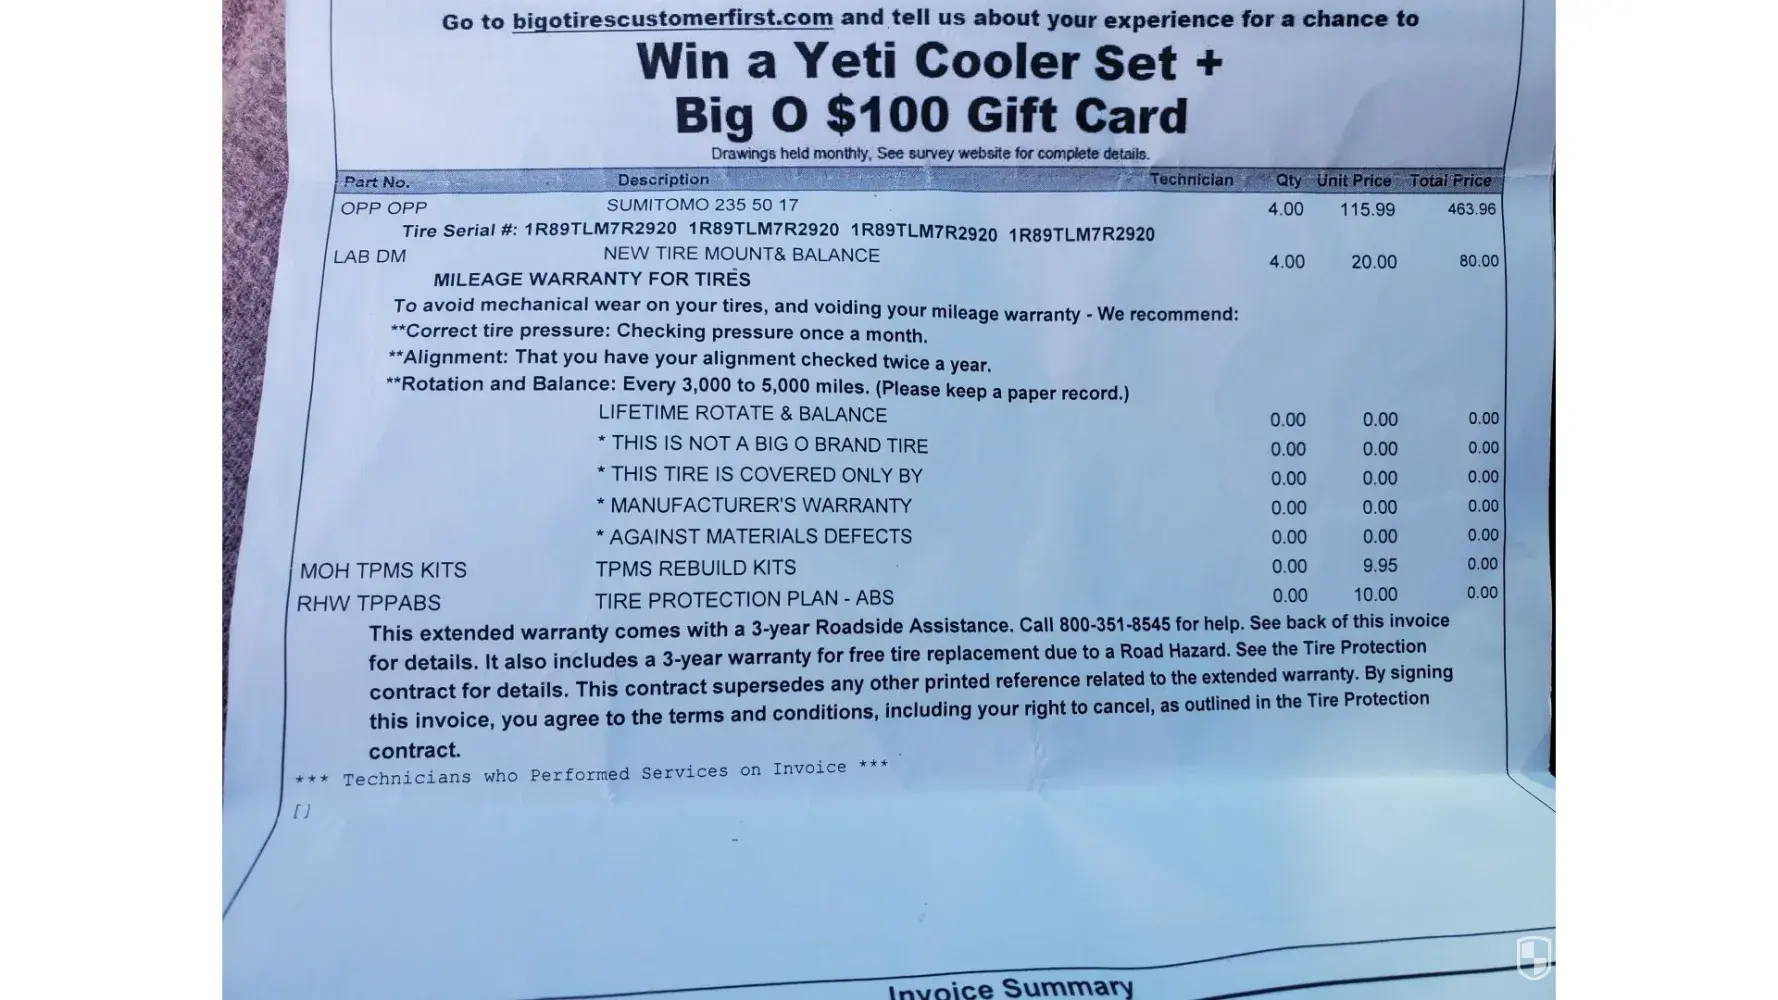 Go to bigotirescustomerfirst.com and tell us about your experience for a chance to
Win a Yeti Cooler Set +
Big O $100 Gift Card
Drawings held monthly, See survey website for complete details.
Part No. Description Technician Qty Unit Price Total Price
OPP OPP SUMITOMO 235 50 17 4.00 115.99 463.96
Tire Serial #: 1R89TLM7R2920 1R89TLM7R2920 1R89TLM7R2920 1R89TLM7R2920
LAB DM NEW TIRE MOUNT& BALANCE 4.00 20.00 80.00
MILEAGE WARRANTY FOR TIRES
To avoid mechanical wear on your tires, and voiding your mileage warranty - We recommend:
**Correct tire pressure: Checking pressure once a month.
**Alignment: That you have your alignment checked twice a year.
**Rotation and Balance: Every 3,000 to 5,000 miles. (Please keep a paper record.)
LIFETIME ROTATE & BALANCE 0.00 0.00 0.00
* THIS IS NOT A BIG O BRAND TIRE 0.00 0.00 0.00
* THIS TIRE IS COVERED ONLY BY 0.00 0.00 0.00
* MANUFACTURER'S WARRANTY 0.00 0.00 0.00
* AGAINST MATERIALS DEFECTS 0.00 0.00 0.00
MOH TPMS KITS TPMS REBUILD KITS 0.00 9.95 0.00
RHW TPPABS TIRE PROTECTION PLAN - ABS 0.00 10.00 0.00
This extended warranty comes with a 3-year Roadside Assistance. Call 800-351-8545 for help. See back of this invoice
for details. It also includes a 3-year warranty for free tire replacement due to a Road Hazard. See the Tire Protection
contract for details. This contract supersedes any other printed reference related to the extended warranty. By signing
this invoice, you agree to the terms and conditions, including your right to cancel, as outlined in the Tire Protection
contract.
*** Technicians who Performed Services on Invoice ***
[]
Invoice Summary